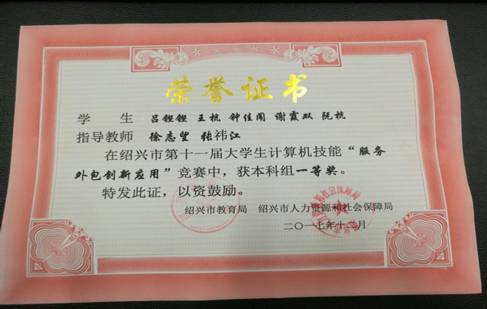 荣誉证书
学 生 吕铿铿 王杭 钟佳闻 谢霞双 阮杭
指导教师 徐志望 张祎江
在绍兴市第十一届大学生计算机技能“服务
外包创新应用”竞赛中，获本科组一等奖。
特发此证，以资鼓励。
绍兴市教育局 绍兴市人力资源和社会保障局
二〇一七年十二月